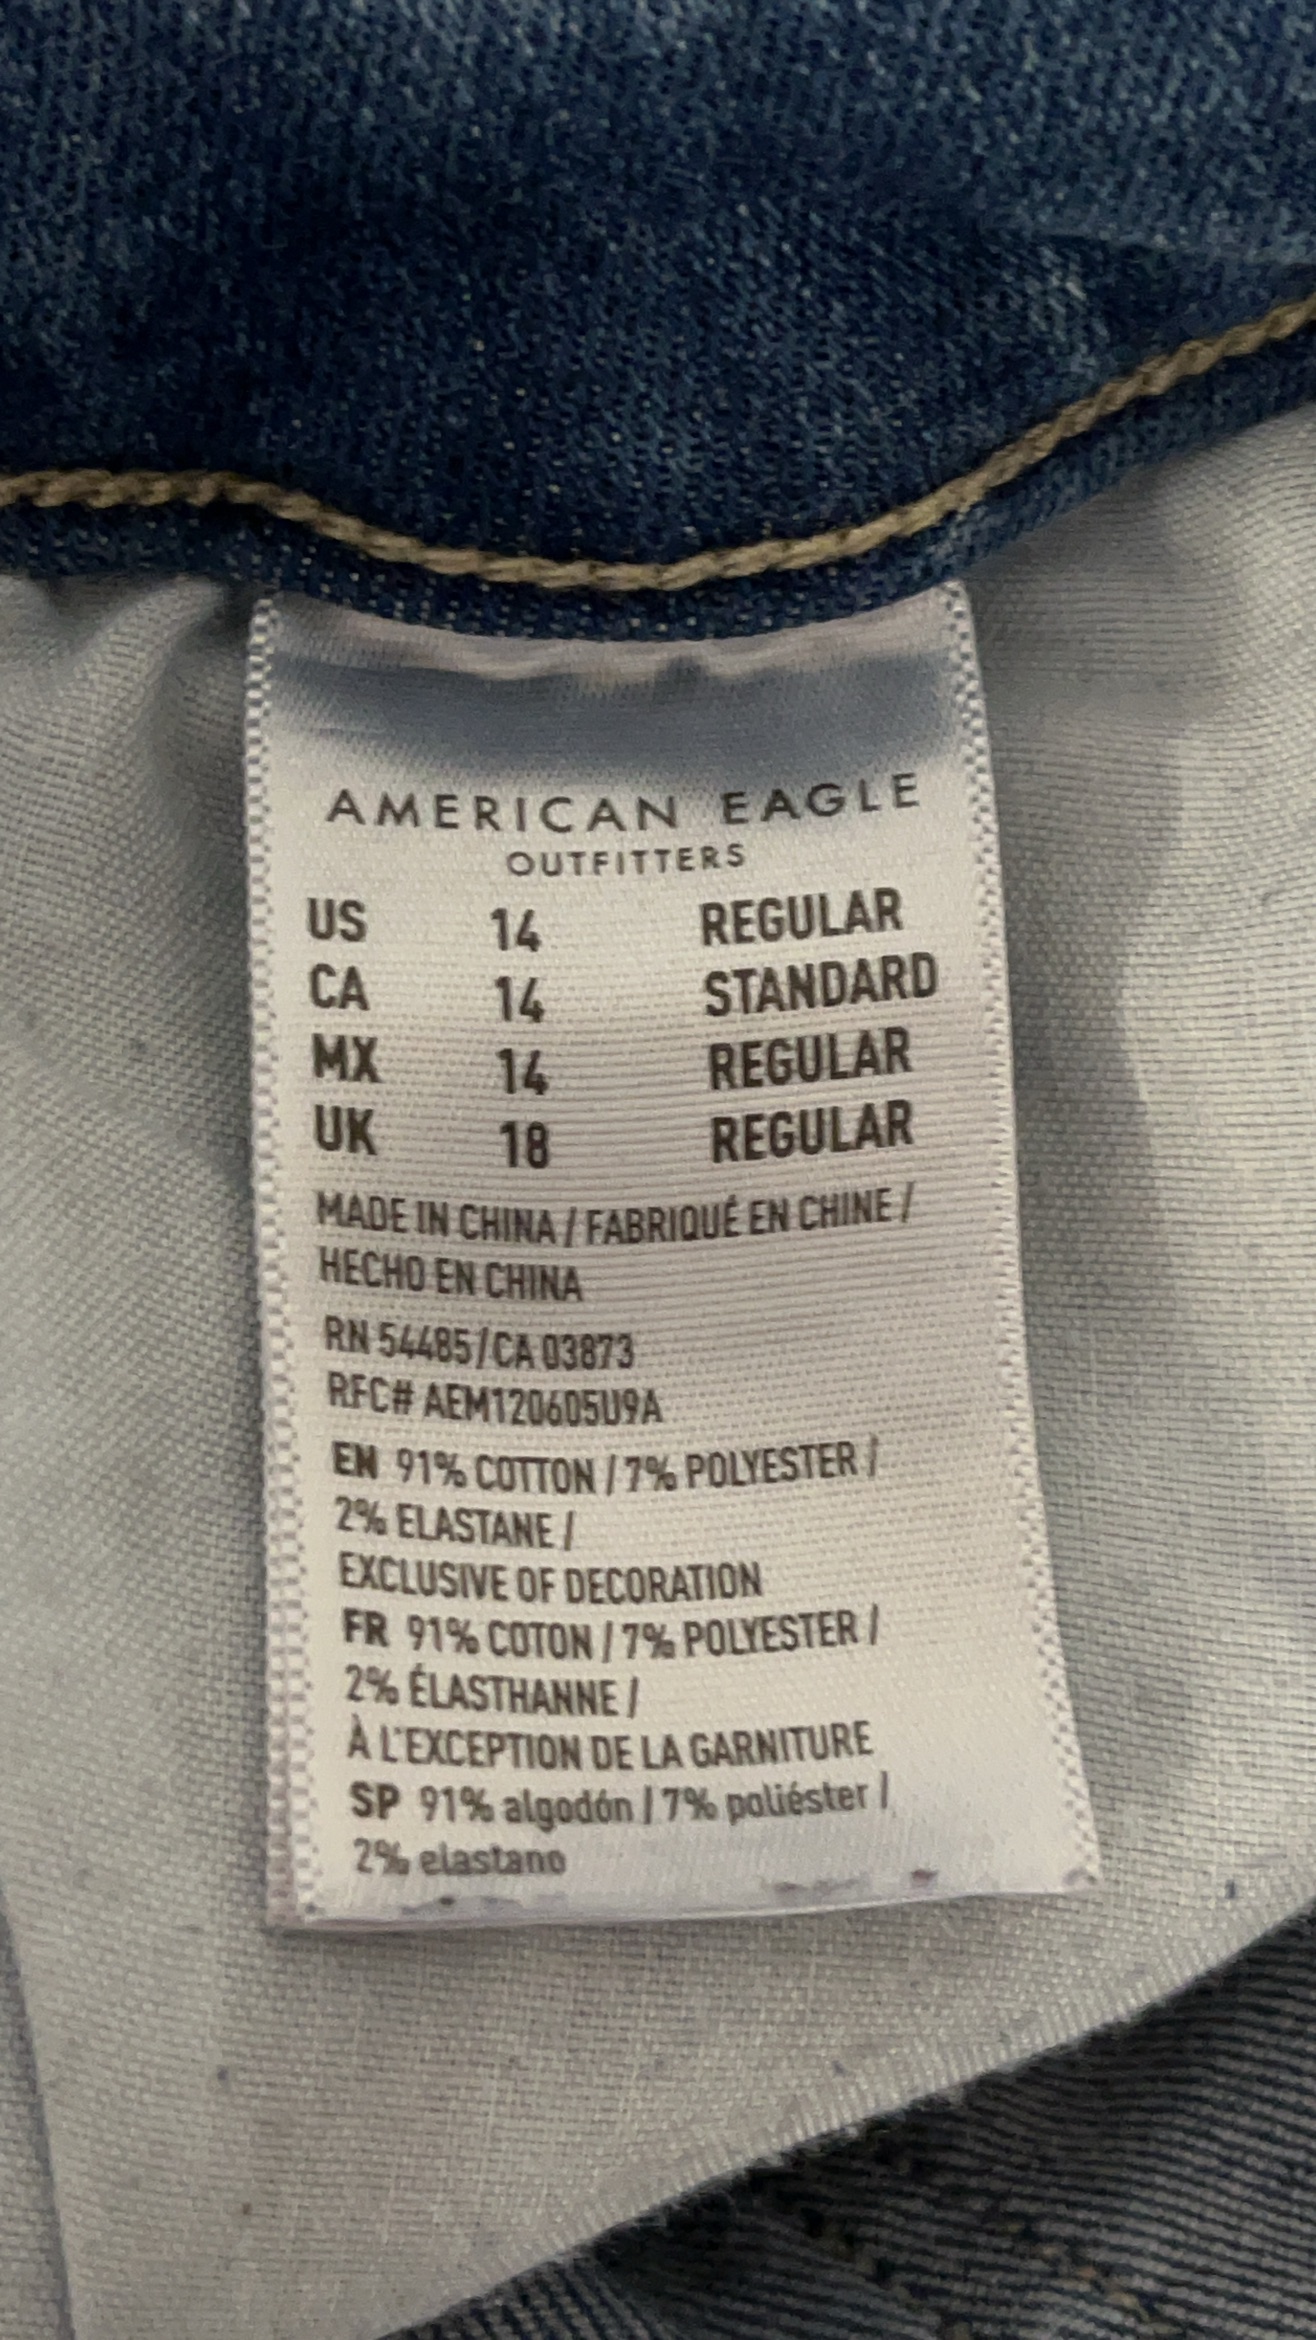 AMERICAN EAGLE
OUTFITTERS
US 14 REGULAR
CA 14 STANDARD
MX 14 REGULAR
UK 18 REGULAR
MADE IN CHINA / FABRIQUÉ EN CHINE /
HECHO EN CHINA
RN 54485/CA 03873
RFC# AEM120605U9A
EN 91% COTTON / 7% POLYESTER /
2% ELASTANE /
EXCLUSIVE OF DECORATION
FR 91% COTON / 7% POLYESTER /
2% ÉLASTHANNE /
À L'EXCEPTION DE LA GARNITURE
SP 91% algodón / 7% poliéster /
2% elastano